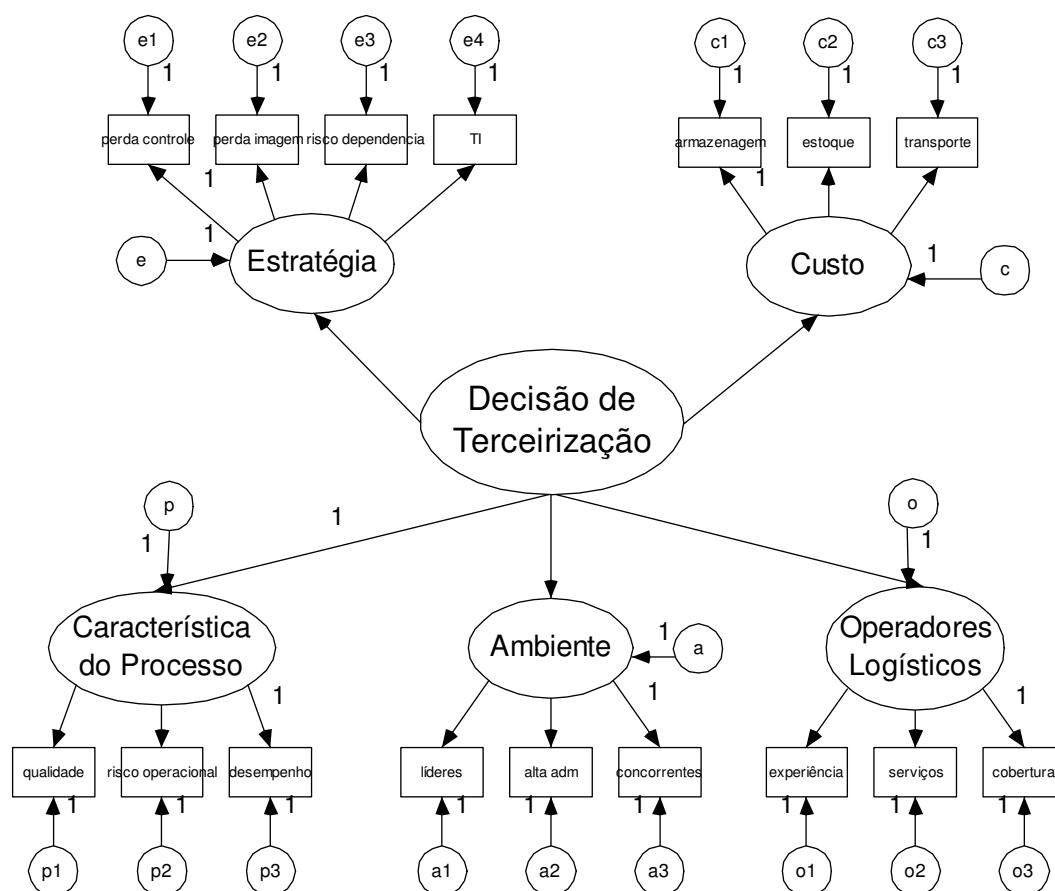 e1
e2
e3
e4
c1
c2
c3
1
1
1
1
1
1
1
perda controle
perda imagem
risco dependencia
TI
armazenagem
estoque
transporte
1
1
1
e
Estratégia
Custo
1
c
Decisão de
Terceirização
p
1
o
1
1
Característica
do Processo
Ambiente
1
a
Operadores
Logísticos
1
1
1
qualidade
risco operacional
desempenho
líderes
alta adm
concorrentes
experiência
serviços
cobertura
1
1
1
1
1
1
1
1
1
p1
p2
p3
a1
a2
a3
o1
o2
o3